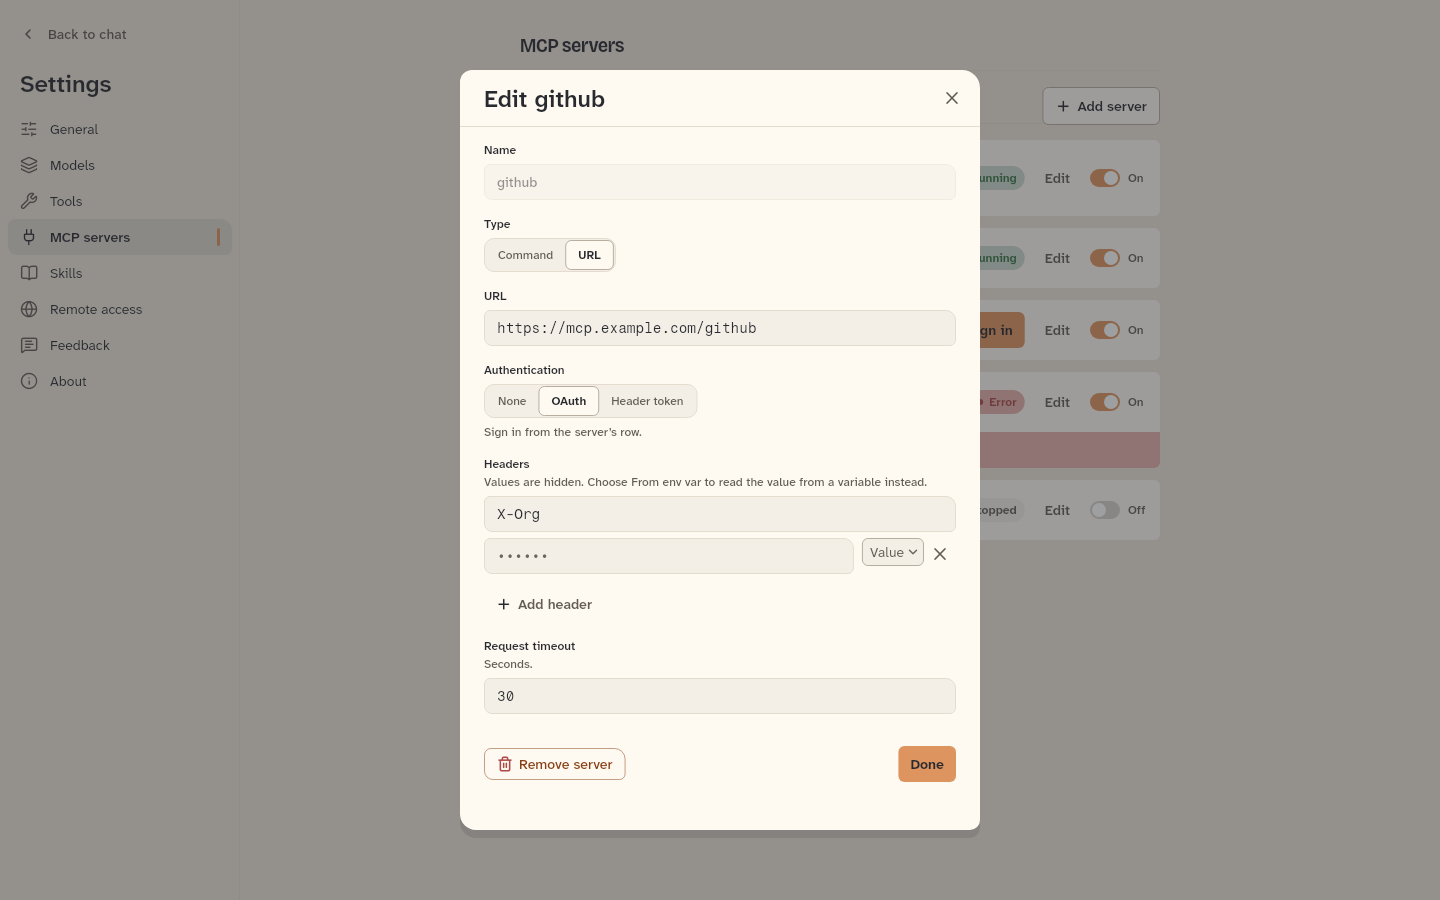 Back to chat
Settings
General
Models
Tools
MCP servers
Skills
Remote access
Feedback
About
MCP servers
Add server
Edit
On
Edit
On
Edit
On
Error
Edit
On
Edit
Off
Edit github
Name
github
Type
Command URL
URL
https://mcp.example.com/github
Authentication
None OAuth Header token
Sign in from the server's row.
Headers
Values are hidden. Choose From env var to read the value from a variable instead.
X-Org
••••••
Value
Add header
Request timeout
Seconds.
30
Remove server
Done